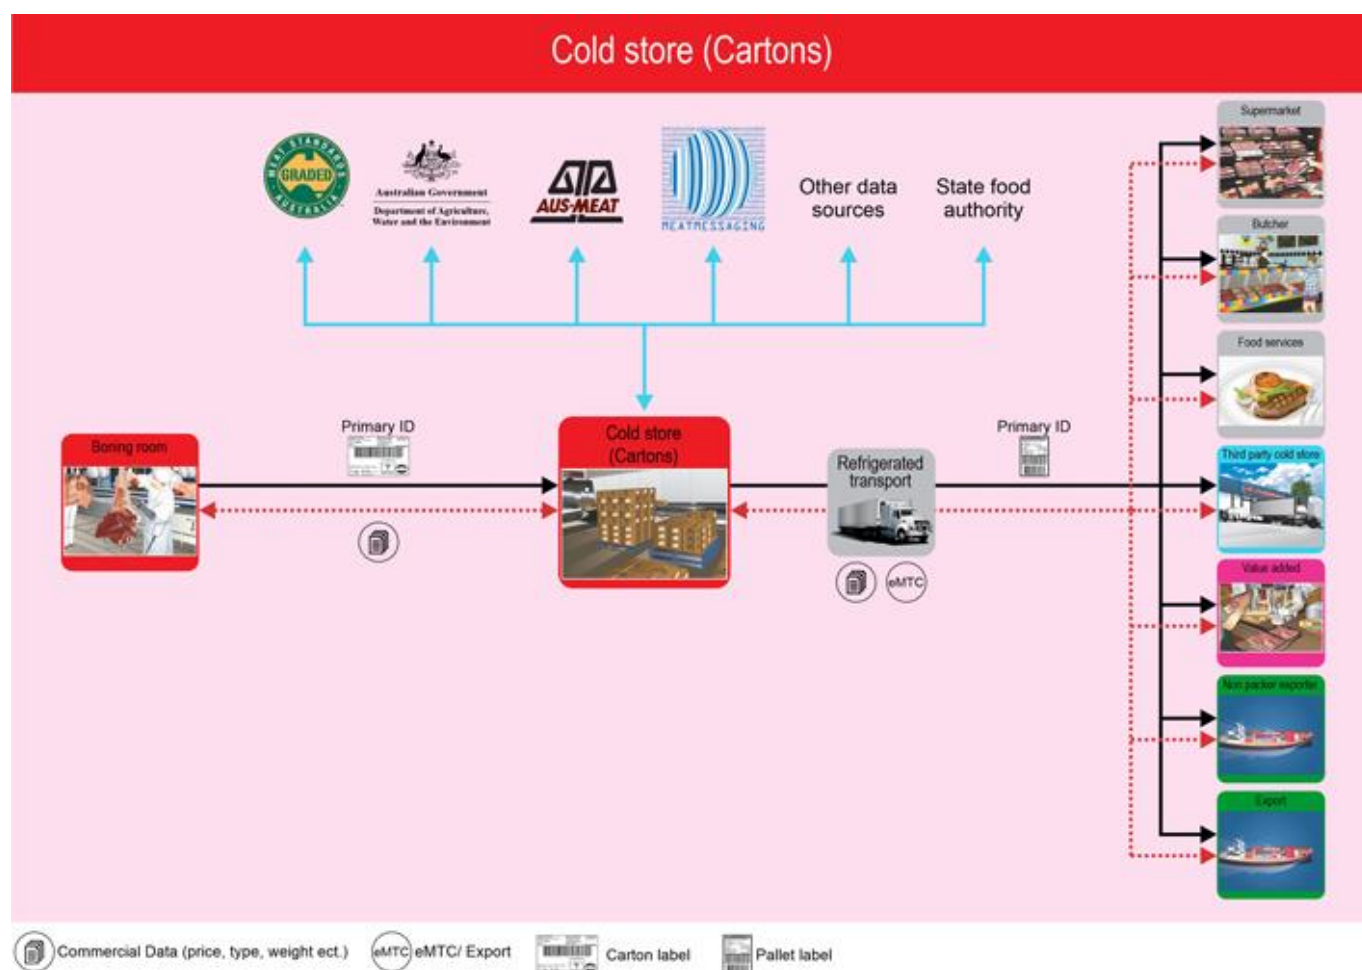 Cold store (Cartons)
MEAT STANDARDS
GRADED
AUSTRALIA
Australian Government
Department of Agriculture,
Water and the Environment
AUS-MEAT
MEATMESSAGING
Other data
sources
State food
authority
Supermarket
Butcher
Food services
Boning room
Primary ID
Cold store
(Cartons)
Refrigerated
transport
eMTC
Primary ID
Third party cold store
Value added
Non packer exporter
Export
Commercial Data (price, type, weight ect.)
eMTC
eMTC/ Export
Carton label
Pallet label